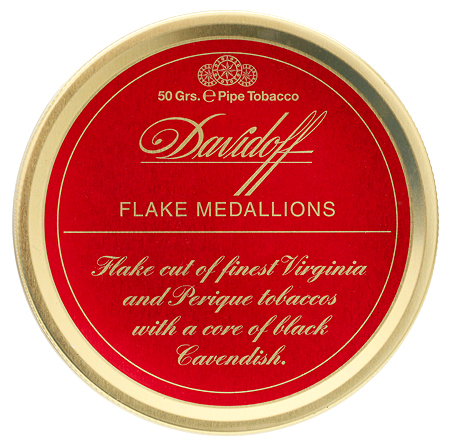 50 Grs. ℮ Pipe Tobacco
Davidoff
FLAKE MEDALLIONS
Flake cut of finest Virginia
and Perique tobaccos
with a core of black
Cavendish.